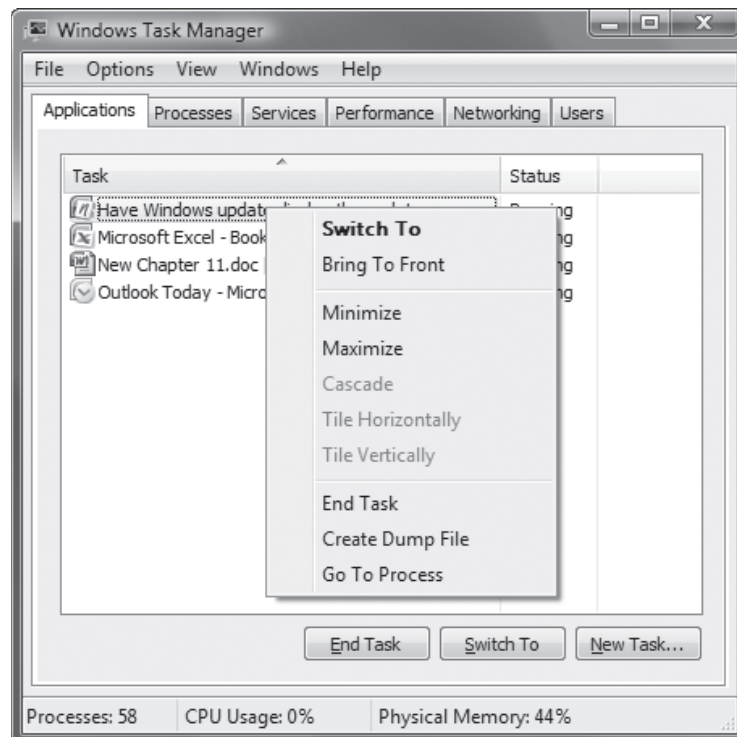 Windows Task Manager
File Options View Windows Help
Applications Processes Services Performance Networking Users
Task Status
Have Windows
Microsoft Excel - Book
New Chapter 11.doc
Outlook Today - Micro
Switch To
Bring To Front
Minimize
Maximize
Cascade
Tile Horizontally
Tile Vertically
End Task
Create Dump File
Go To Process
End Task Switch To New Task...
Processes: 58 CPU Usage: 0% Physical Memory: 44%